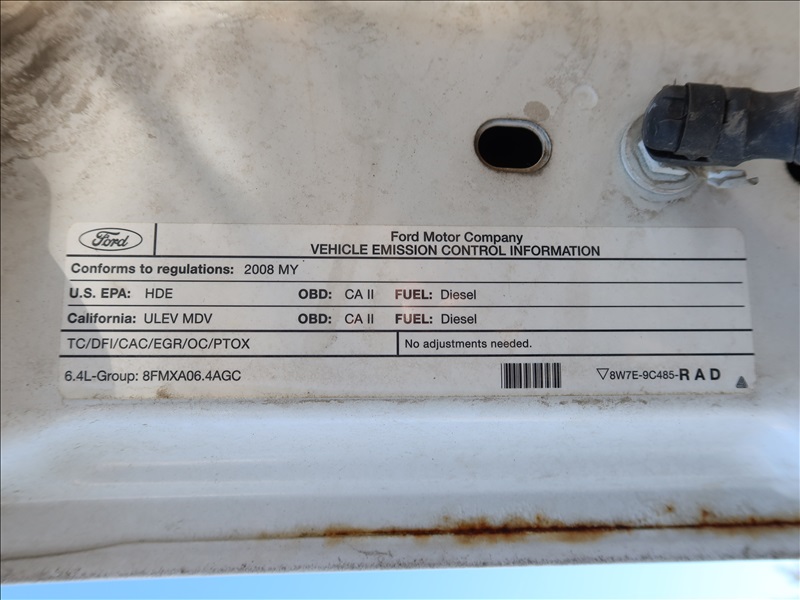 Ford
Ford Motor Company
VEHICLE EMISSION CONTROL INFORMATION
Conforms to regulations: 2008 MY
U.S. EPA: HDE OBD: CA II FUEL: Diesel
California: ULEV MDV OBD: CA II FUEL: Diesel
TC/DFI/CAC/EGR/OC/PTOX No adjustments needed.
6.4L-Group: 8FMXA06.4AGC ▽8W7E-9C485-R A D